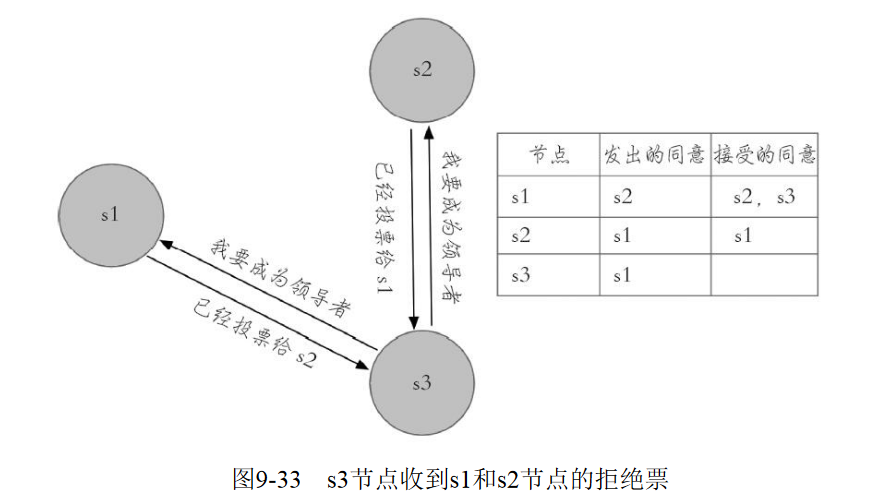 s2
s1
s3
我要成为领导者
已经投票给 s2
已经投票给 s1
我要成为领导者
节点 发出的同意 接受的同意
s1 s2 s2, s3
s2 s1 s1
s3 s1
图9-33 s3节点收到s1和s2节点的拒绝票